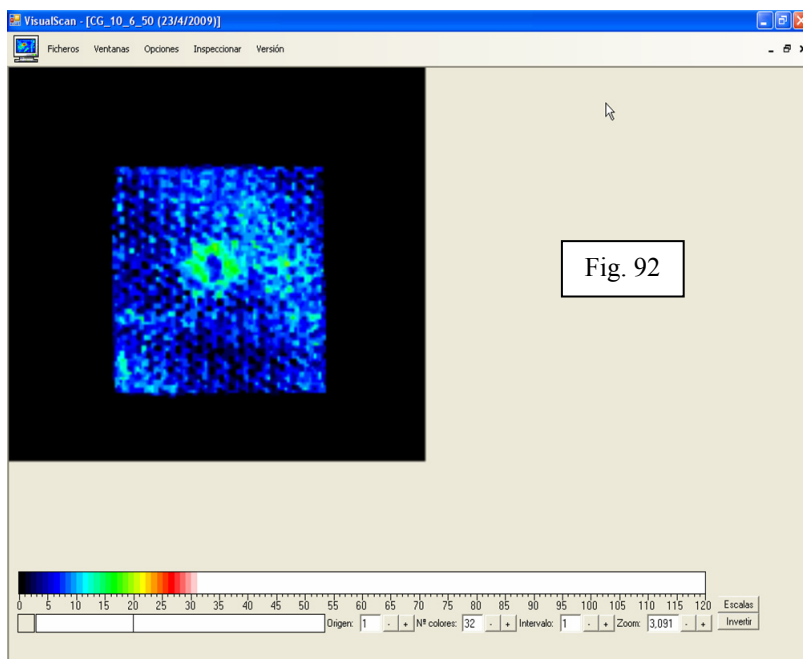 VisualScan - [CG_10_6_50 (23/4/2009)]
Ficheros Ventanas Opciones Inspeccionar Versión
Fig. 92
0 5 10 15 20 25 30 35 40 45 50 55 60 65 70 75 80 85 90 95 100 105 110 115 120
Escalas
Origen: 1 - + Nº colores: 32 - + Intervalo: 1 - + Zoom: 3,091 - +
Invertir